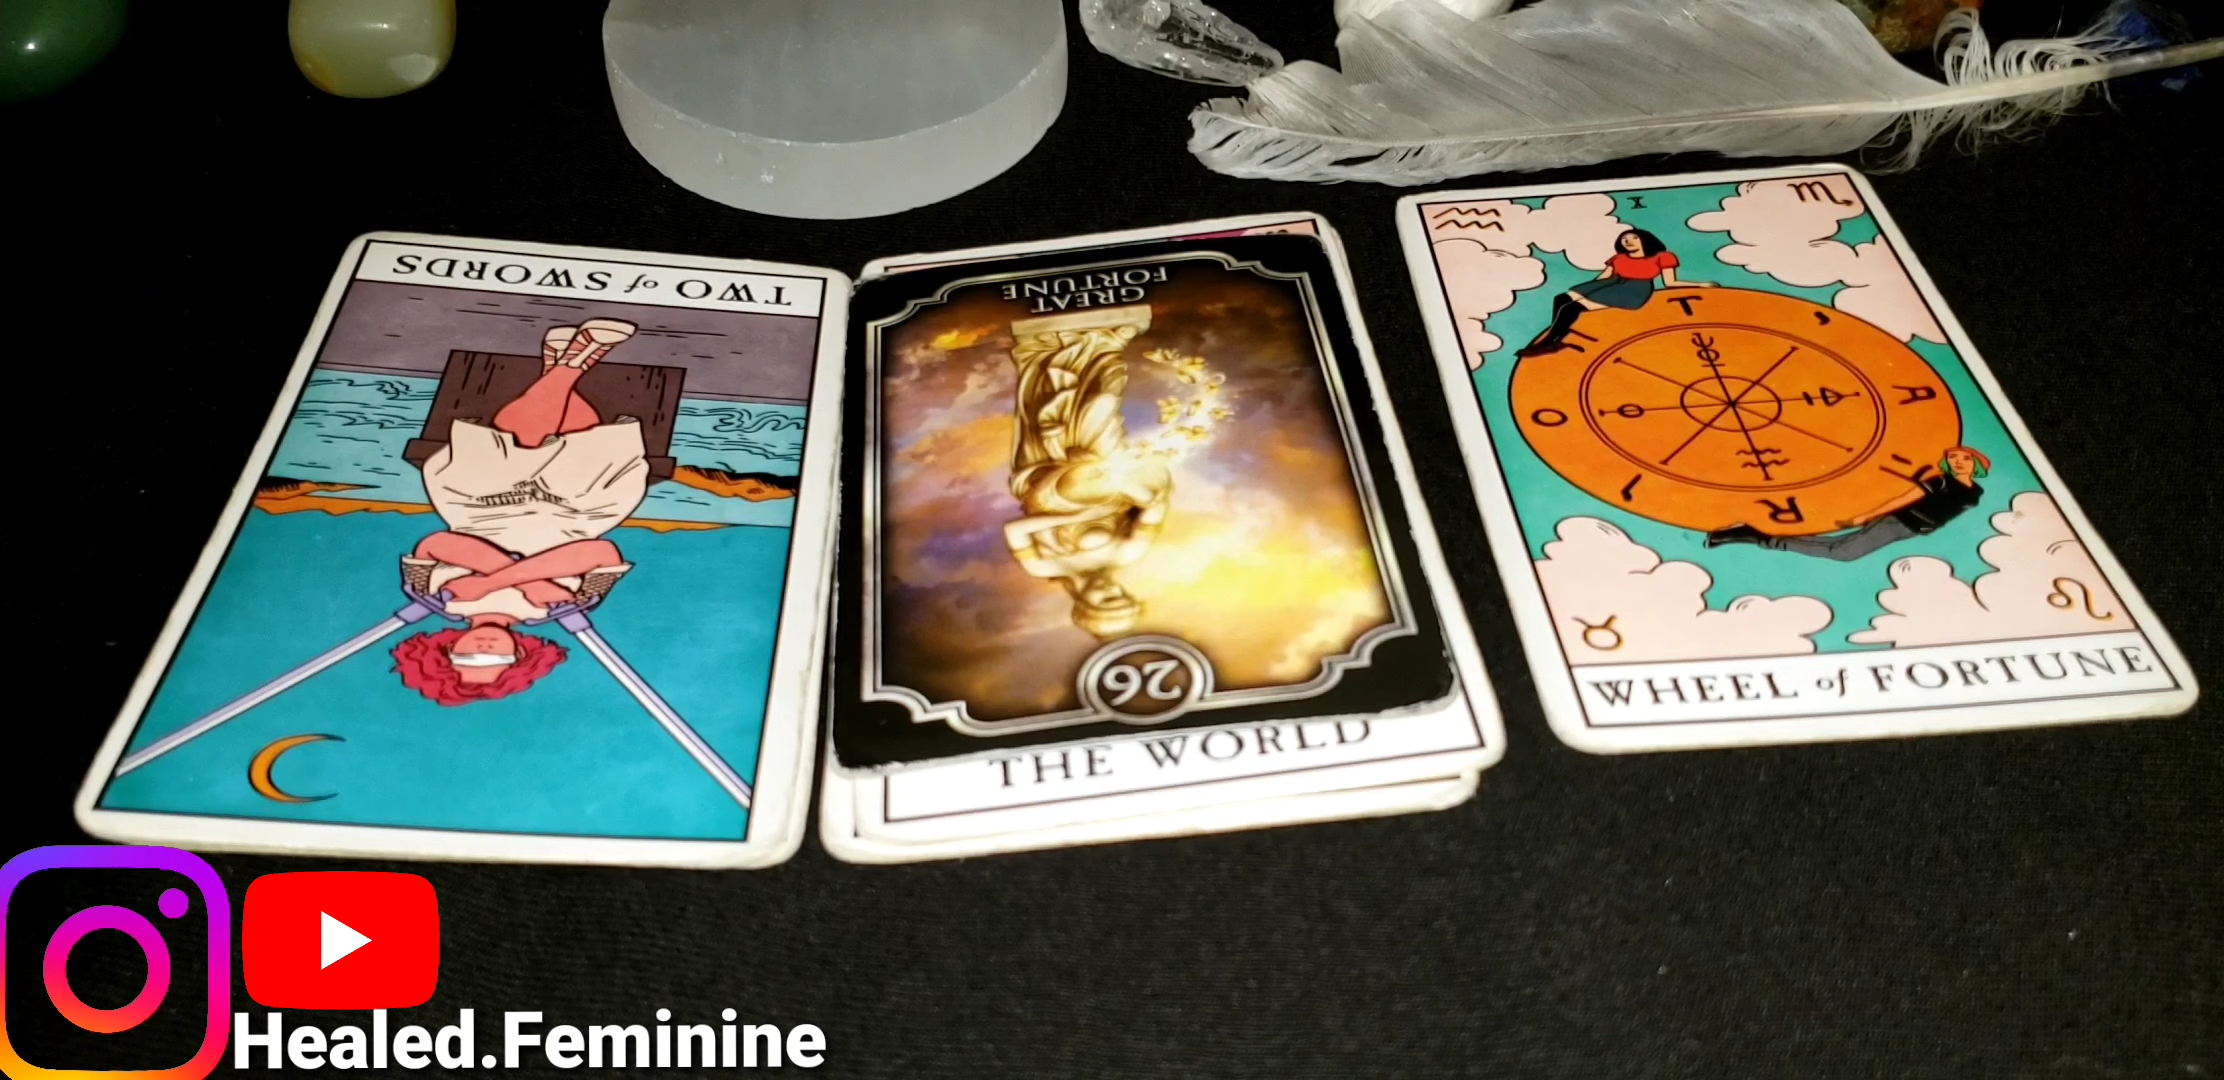 TWO of SWORDS
GREAT
FORTUNE
26
THE WORLD
X
WHEEL of FORTUNE
T
A
R
O
Healed.Feminine